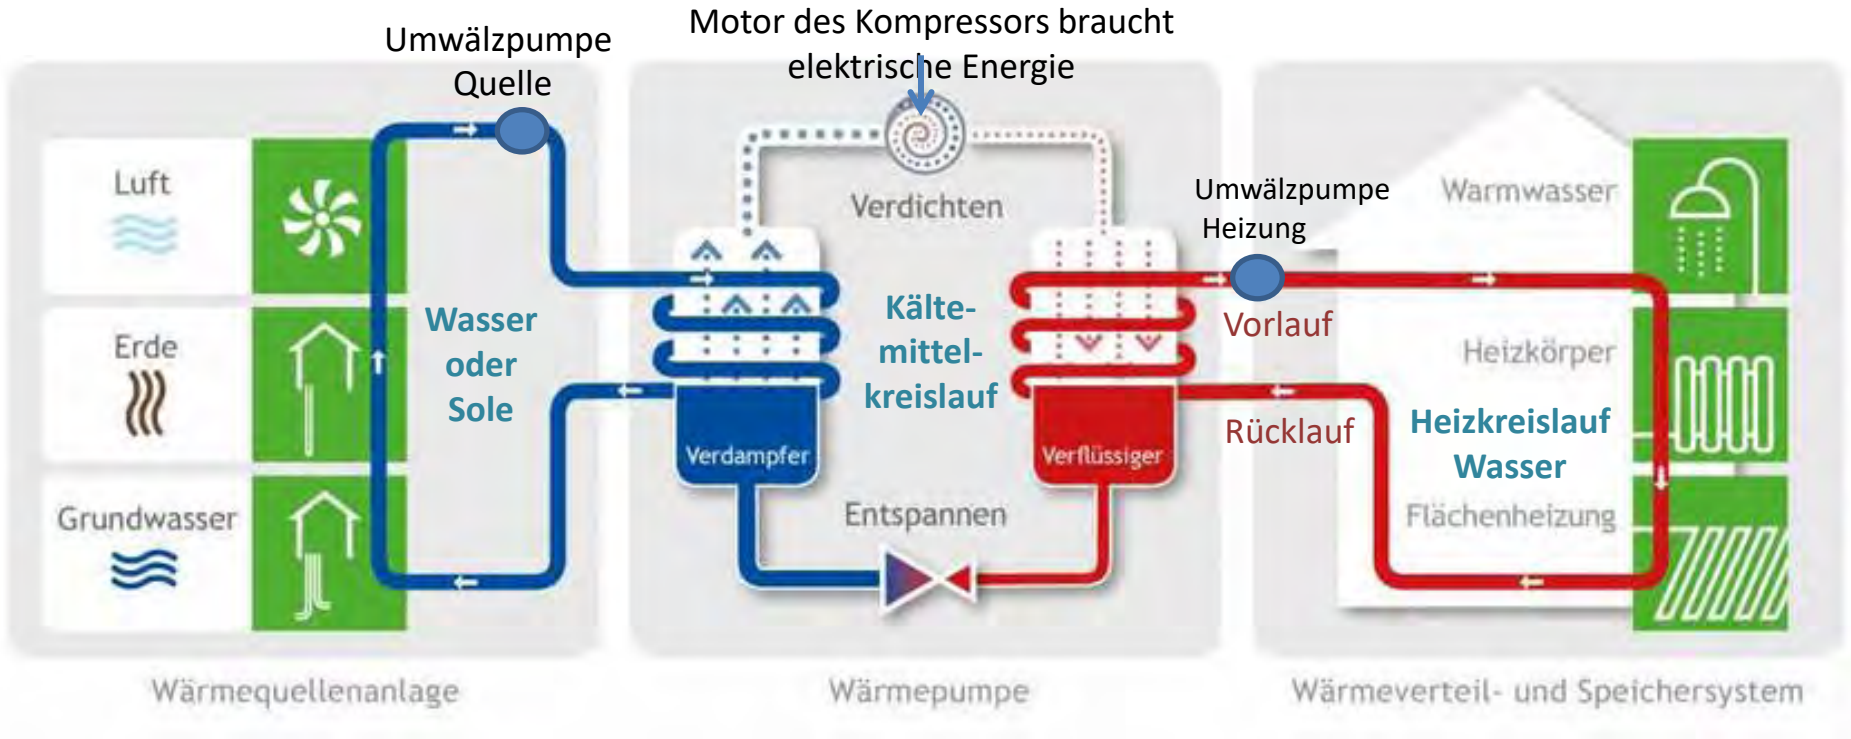 Motor des Kompressors braucht
elektrische Energie
Umwälzpumpe
Quelle
Luft
Erde
Grundwasser
Wasser
oder
Sole
Verdichten
Kälte-
mittel-
kreislauf
Verdampfer
Verflüssiger
Entspannen
Umwälzpumpe
Heizung
Vorlauf
Rücklauf
Warmwasser
Heizkörper
Heizkreislauf
Wasser
Flächenheizung
Wärmequellenanlage
Wärmepumpe
Wärmeverteil- und Speichersystem